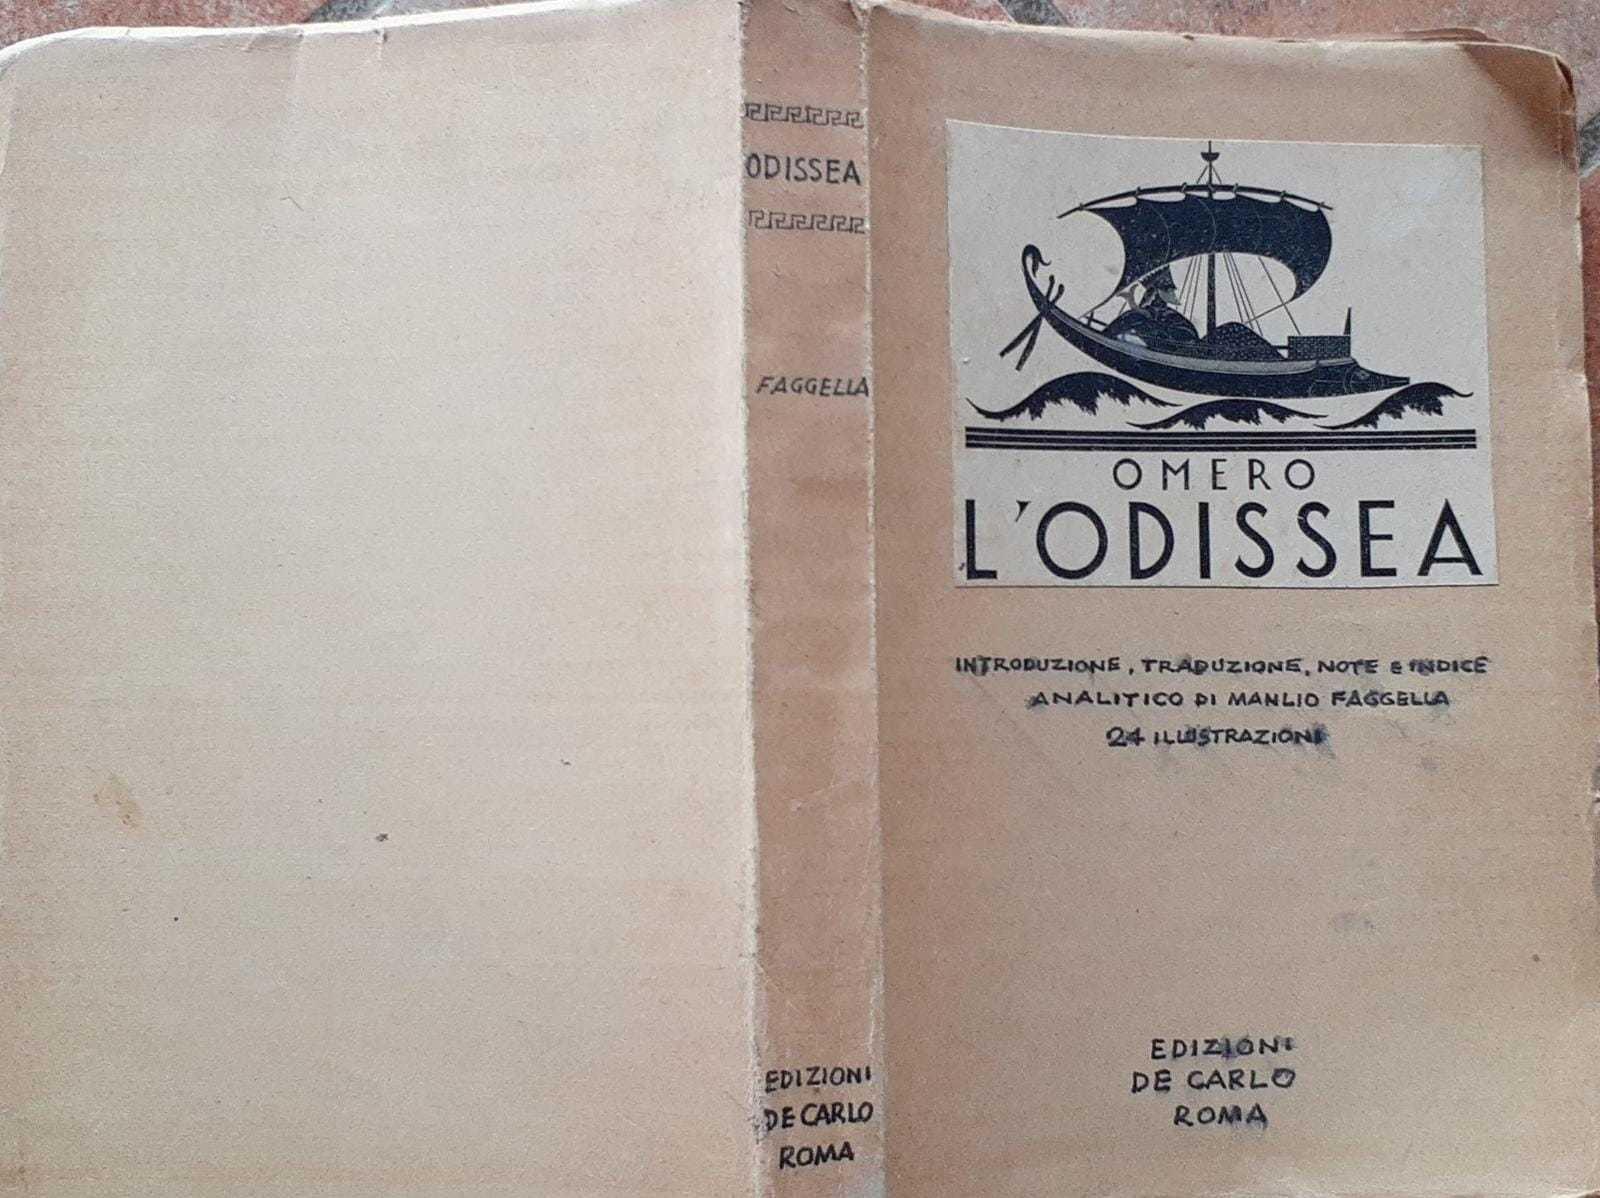 ODISSEA
FAGGELLA
EDIZIONI
DE CARLO
ROMA
OMERO
L'ODISSEA
INTRODUZIONE, TRADUZIONE, NOTE E INDICE
ANALITICO DI MANLIO FAGGELLA
24 ILLUSTRAZIONI
EDIZIONI
DE CARLO
ROMA